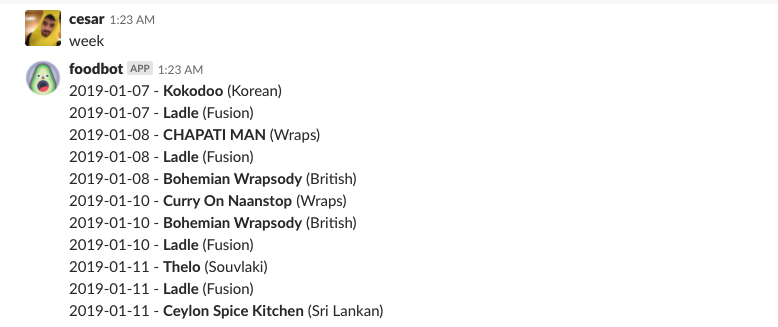 cesar 1:23 AM
week
foodbot APP 1:23 AM
2019-01-07 - Kokodoo (Korean)
2019-01-07 - Ladle (Fusion)
2019-01-08 - CHAPATI MAN (Wraps)
2019-01-08 - Ladle (Fusion)
2019-01-08 - Bohemian Wrapsody (British)
2019-01-10 - Curry On Naanstop (Wraps)
2019-01-10 - Bohemian Wrapsody (British)
2019-01-10 - Ladle (Fusion)
2019-01-11 - Thelo (Souvlaki)
2019-01-11 - Ladle (Fusion)
2019-01-11 - Ceylon Spice Kitchen (Sri Lankan)